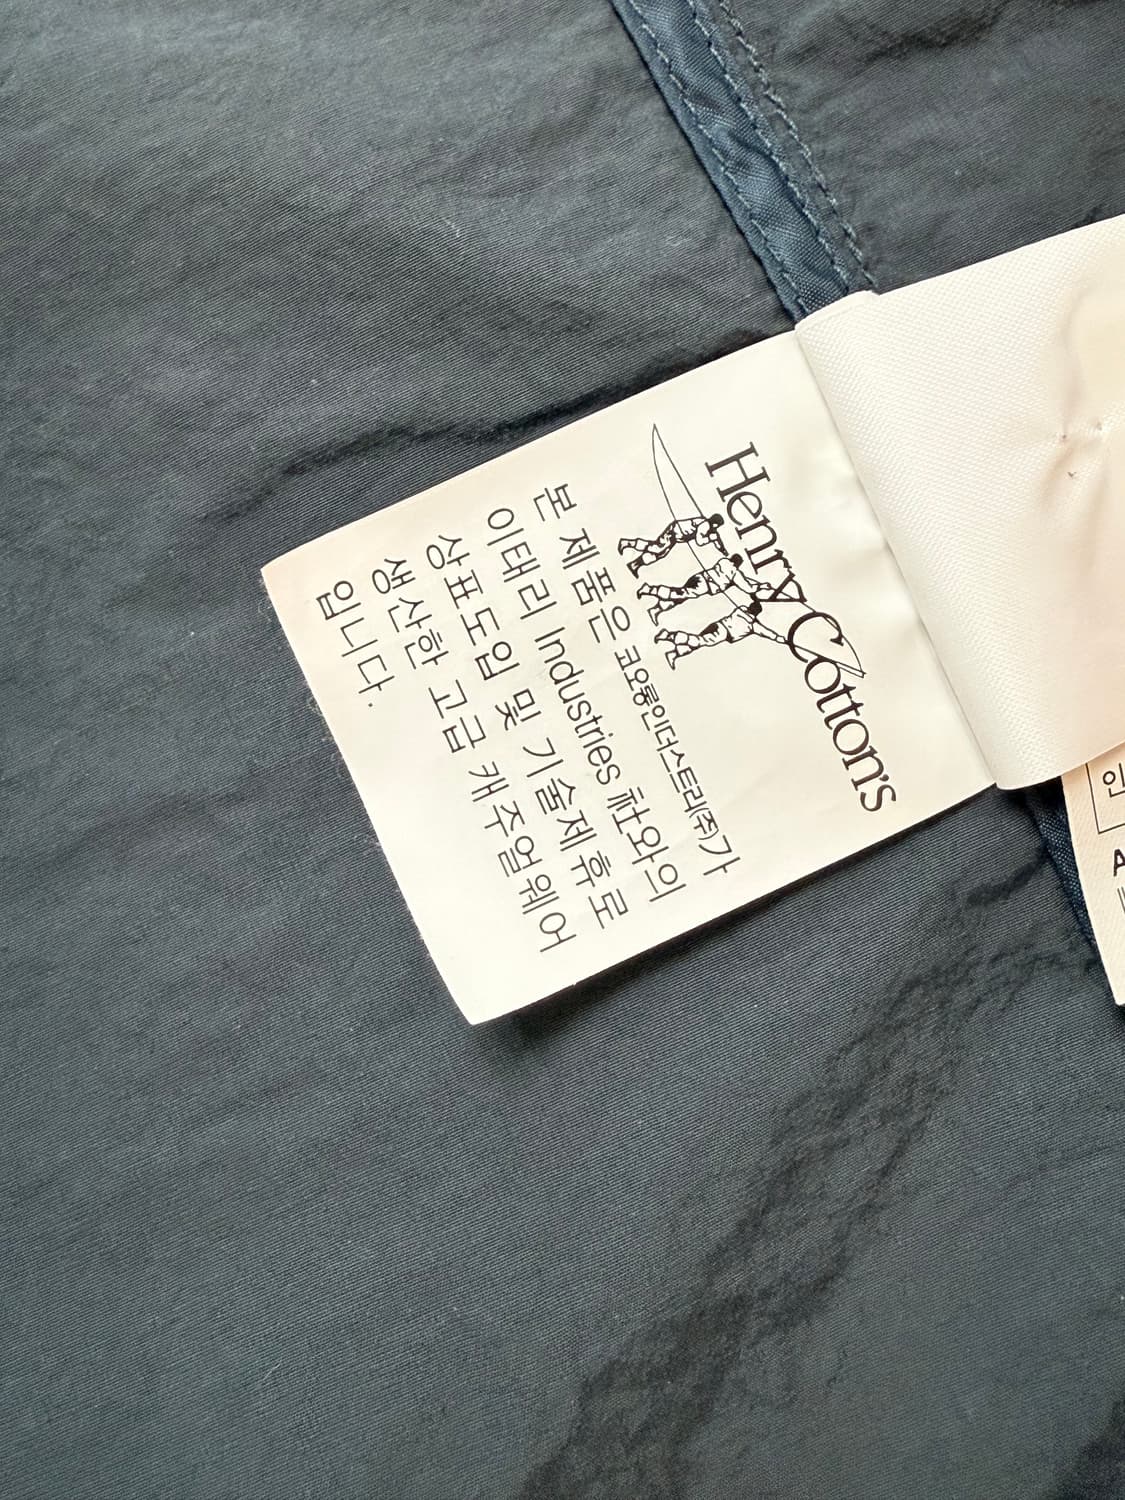 Henry Cotton's
본 제품은 코오롱인더스트리(주)가
이태리 Industries 社와의
상표도입 및 기술제휴로
생산한 고급 캐주얼웨어
입니다.
인
A